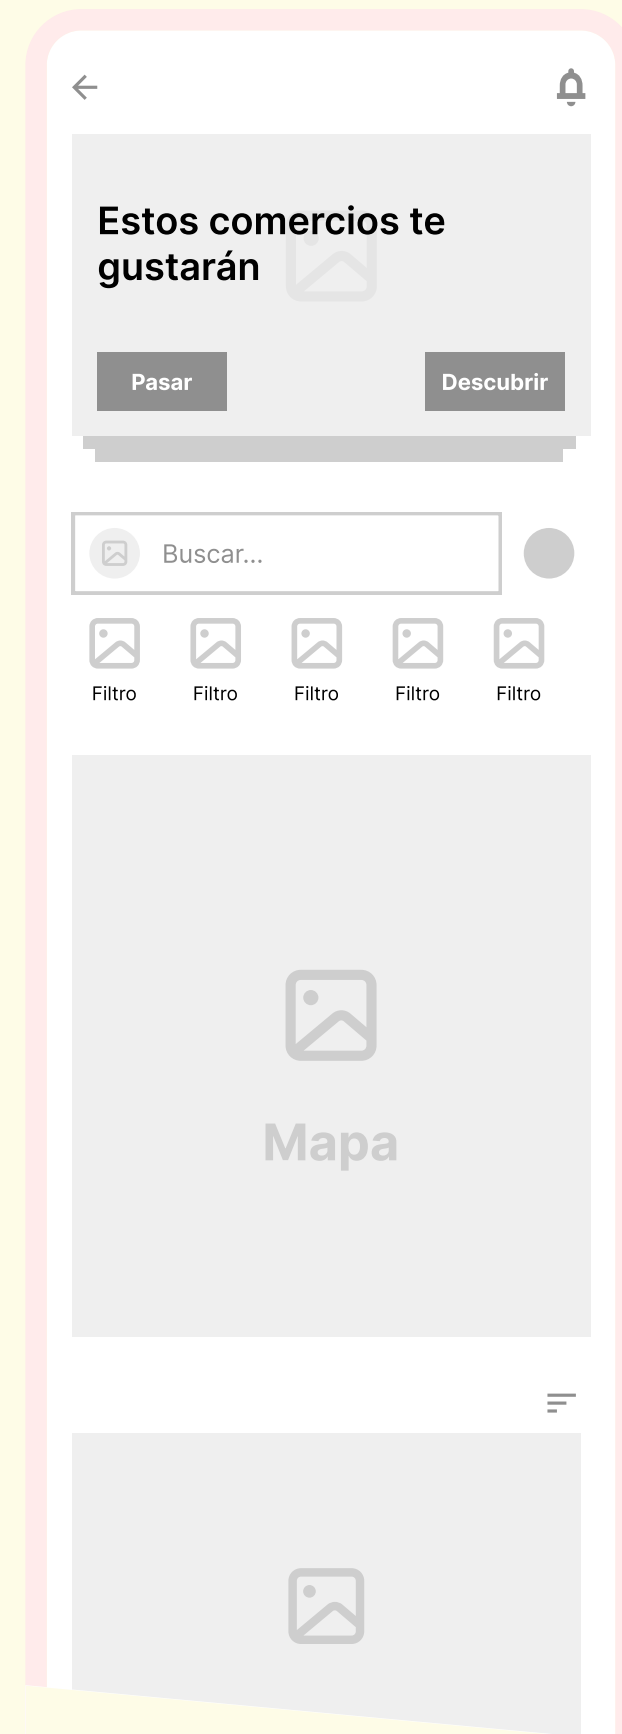 Estos comercios te
gustarán
Pasar
Descubrir
Buscar...
Filtro
Filtro
Filtro
Filtro
Filtro
Mapa